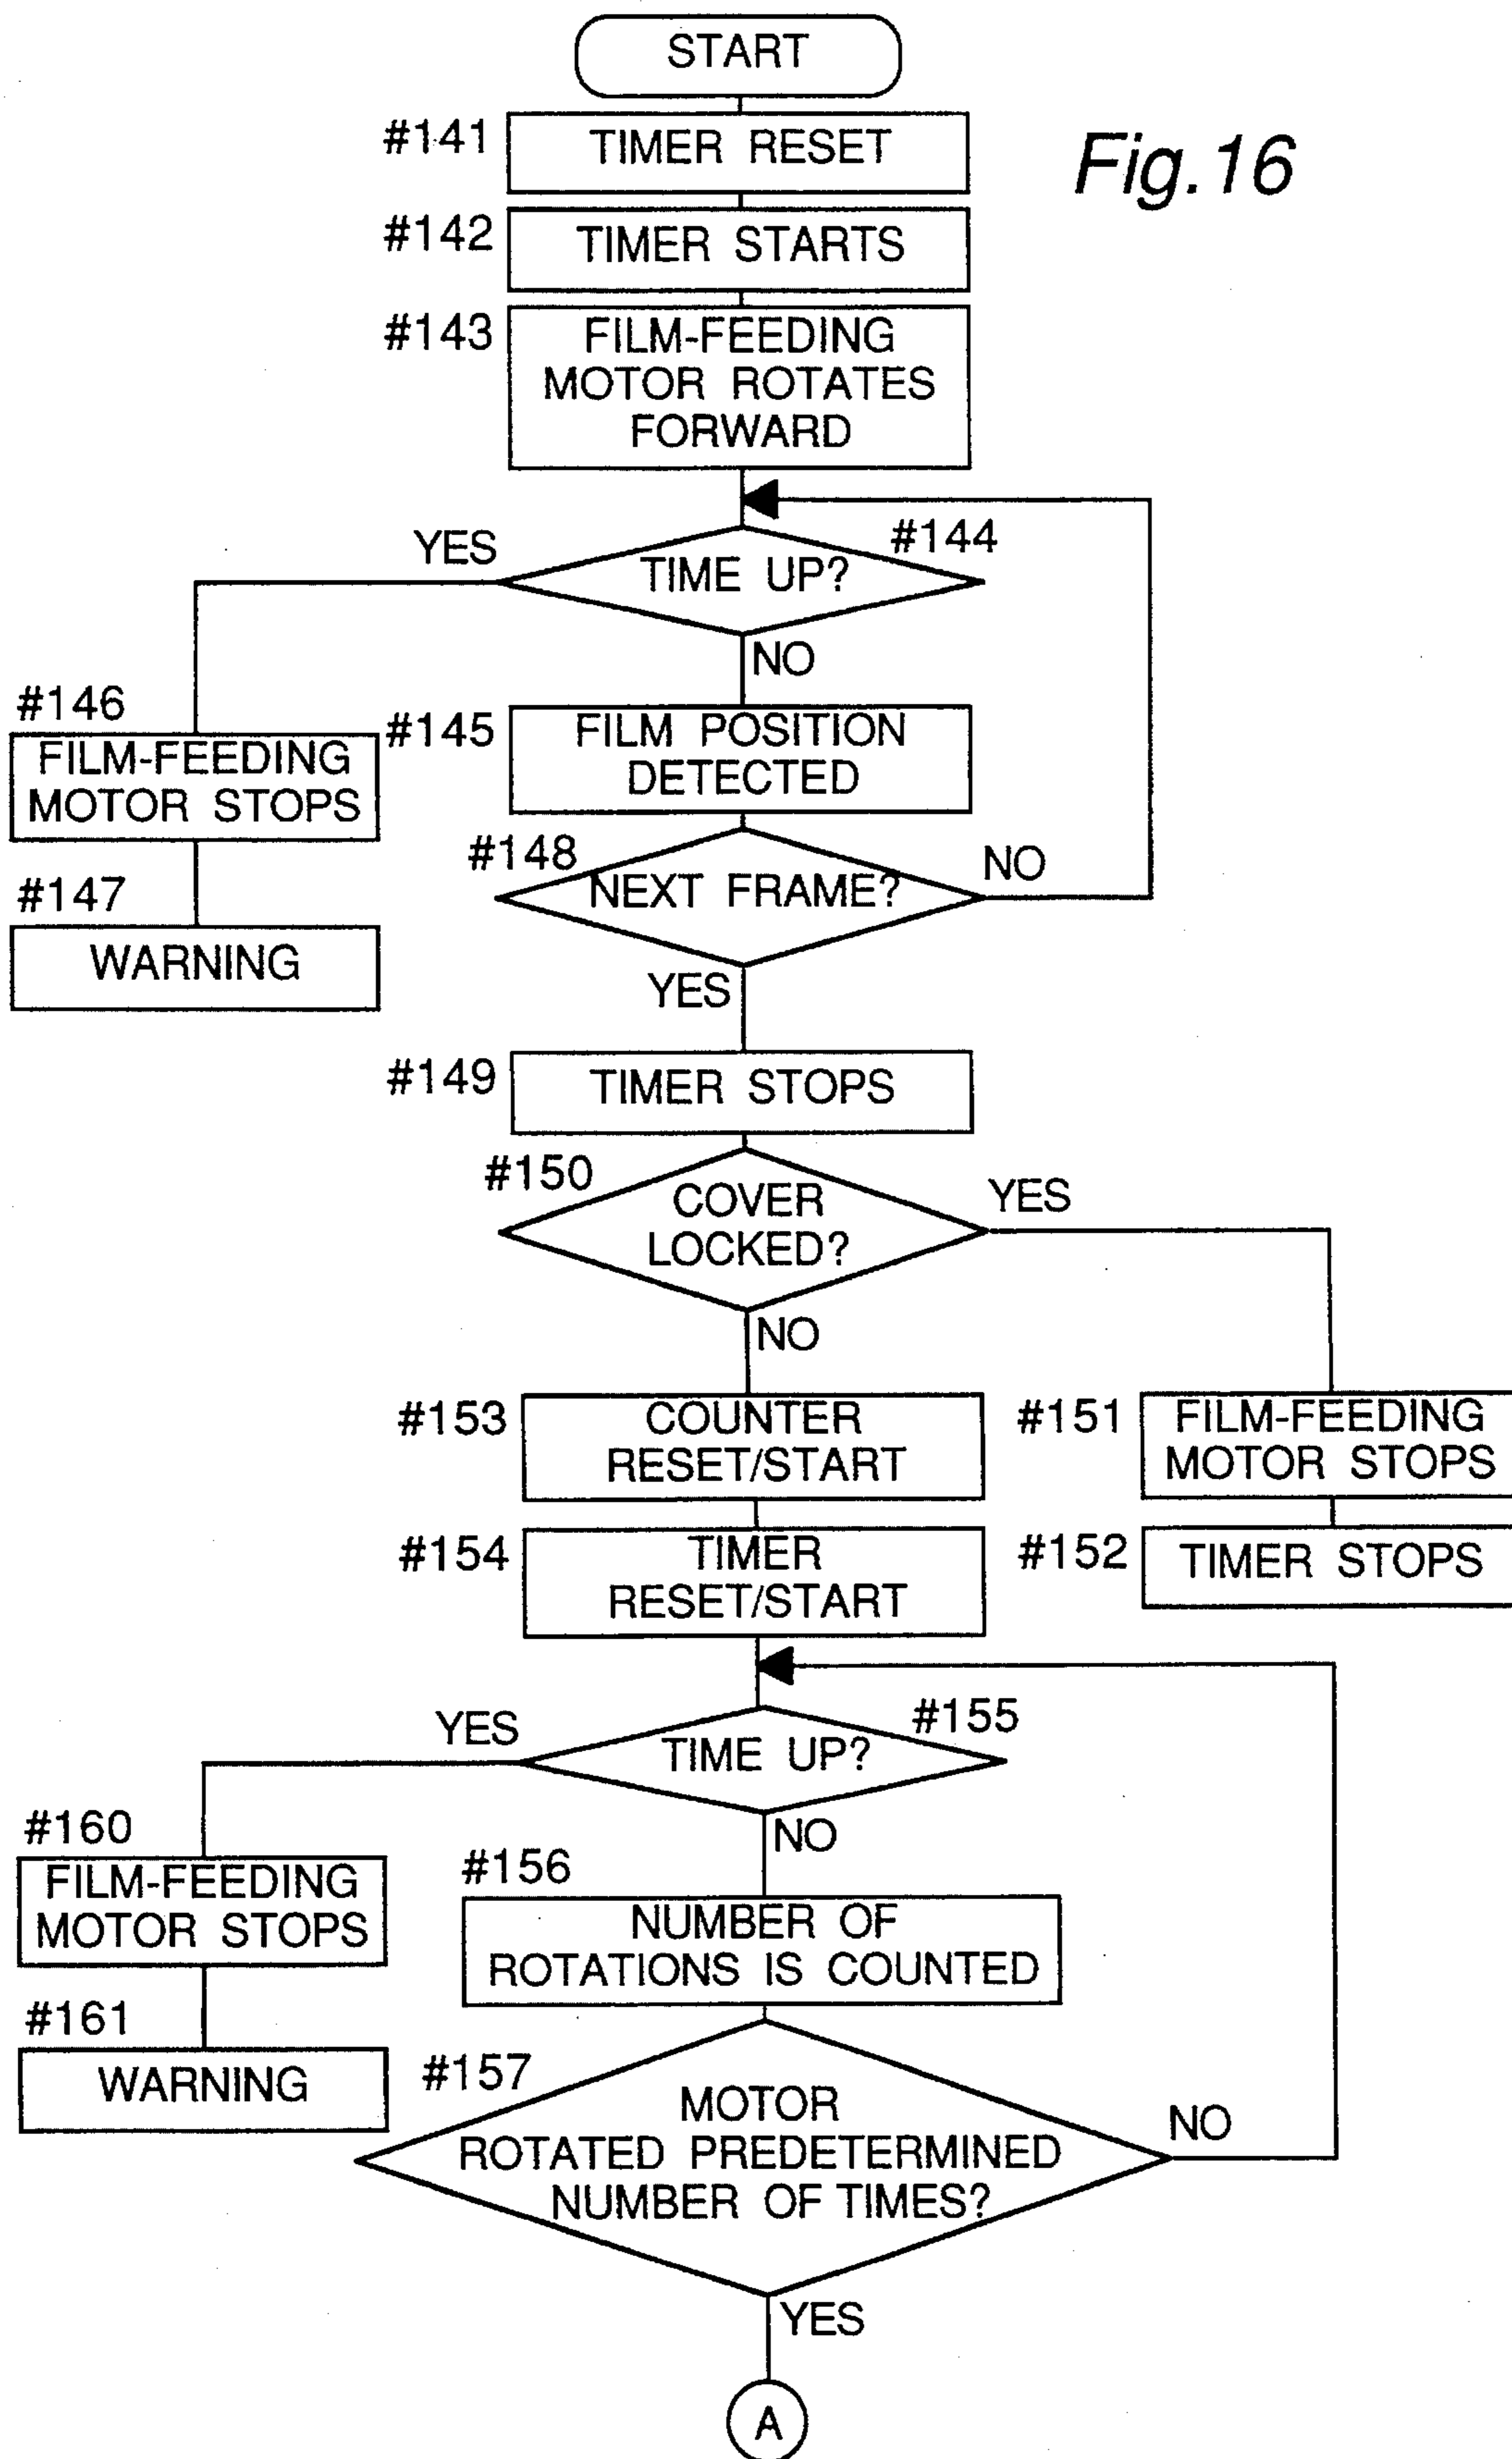 START
#141
TIMER RESET
Fig.16
#142
TIMER STARTS
#143
FILM-FEEDING
MOTOR ROTATES
FORWARD
YES
#144
TIME UP?
NO
#146
FILM-FEEDING
MOTOR STOPS
#145
FILM POSITION
DETECTED
#148
NEXT FRAME?
NO
#147
WARNING
YES
#149
TIMER STOPS
#150
COVER
LOCKED?
YES
NO
#153
COUNTER
RESET/START
#151
FILM-FEEDING
MOTOR STOPS
#154
TIMER
RESET/START
#152
TIMER STOPS
YES
#155
TIME UP?
NO
#160
FILM-FEEDING
MOTOR STOPS
#156
NUMBER OF
ROTATIONS IS COUNTED
#161
WARNING
#157
MOTOR
ROTATED PREDETERMINED
NUMBER OF TIMES?
NO
YES
A